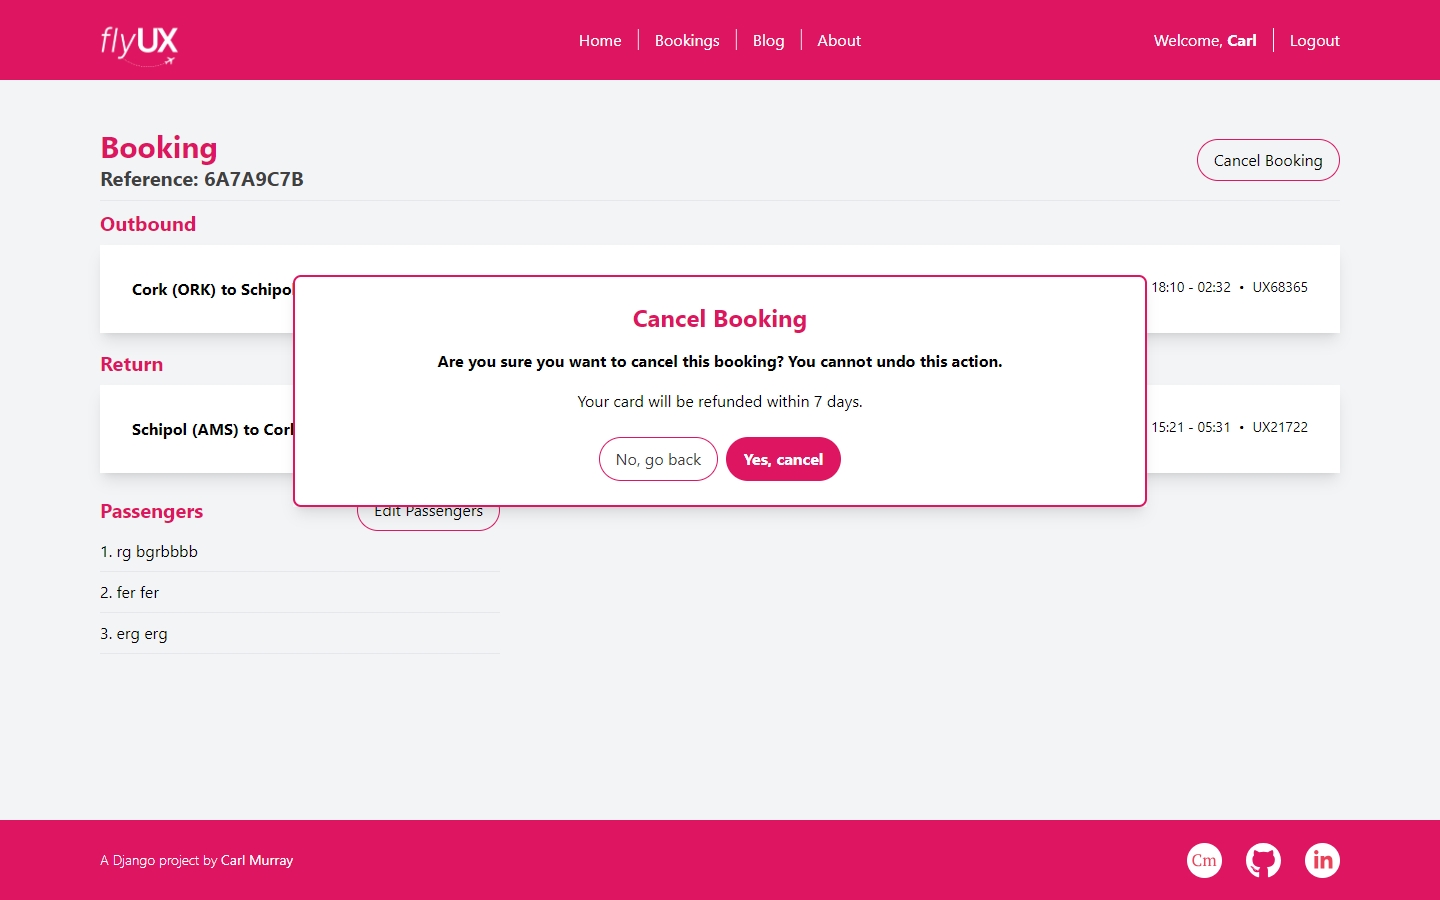 flyUX
Home
Bookings
Blog
About
Welcome, Carl
Logout
Booking
Reference: 6A7A9C7B
Cancel Booking
Outbound
Cork (ORK) to Schipo
18:10 - 02:32 • UX68365
Cancel Booking
Are you sure you want to cancel this booking? You cannot undo this action.
Your card will be refunded within 7 days.
No, go back
Yes, cancel
Return
Schipol (AMS) to Cor
15:21 - 05:31 • UX21722
Passengers
Edit Passengers
1. rg bgrbbbb
2. fer fer
3. erg erg
A Django project by Carl Murray
Cm
in